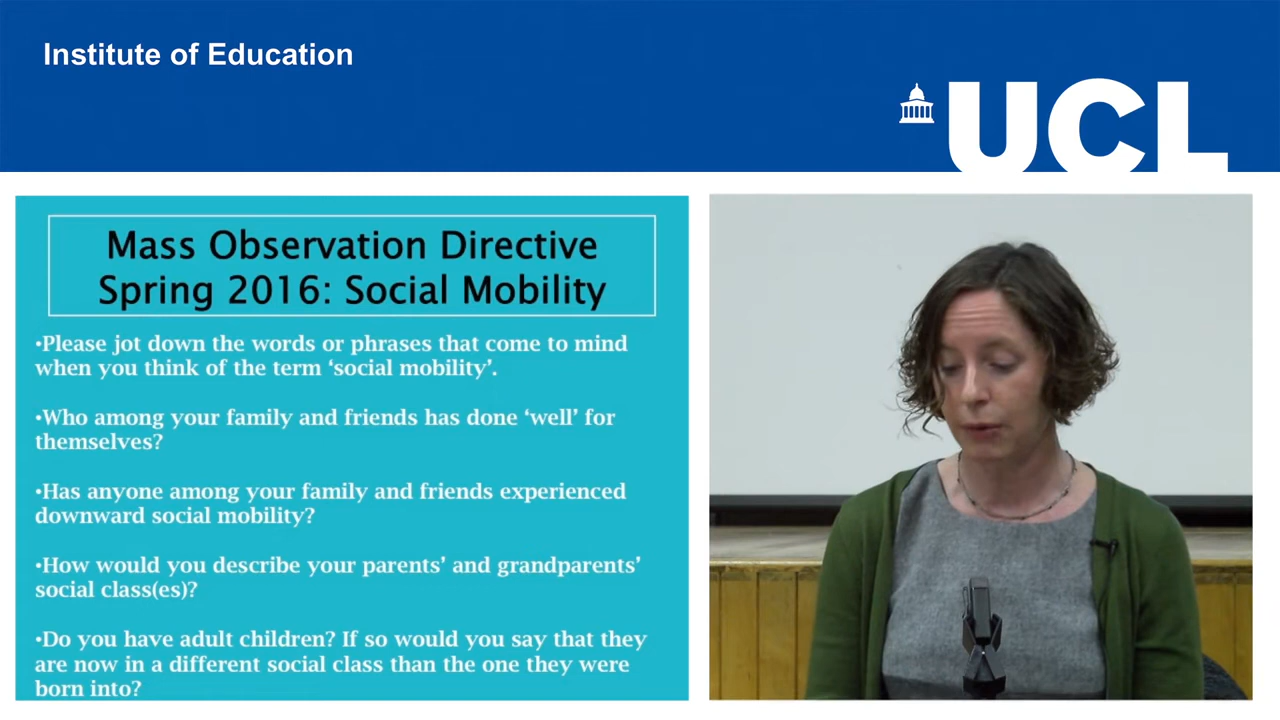 Institute of Education
UCL
Mass Observation Directive
Spring 2016: Social Mobility
•Please jot down the words or phrases that come to mind
when you think of the term ‘social mobility’.
•Who among your family and friends has done ‘well’ for
themselves?
•Has anyone among your family and friends experienced
downward social mobility?
•How would you describe your parents’ and grandparents’
social class(es)?
•Do you have adult children? If so would you say that they
are now in a different social class than the one they were
born into?